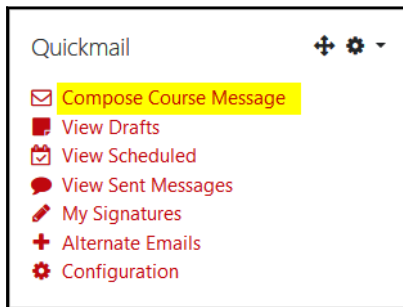 Quickmail
Compose Course Message
View Drafts
View Scheduled
View Sent Messages
My Signatures
Alternate Emails
Configuration